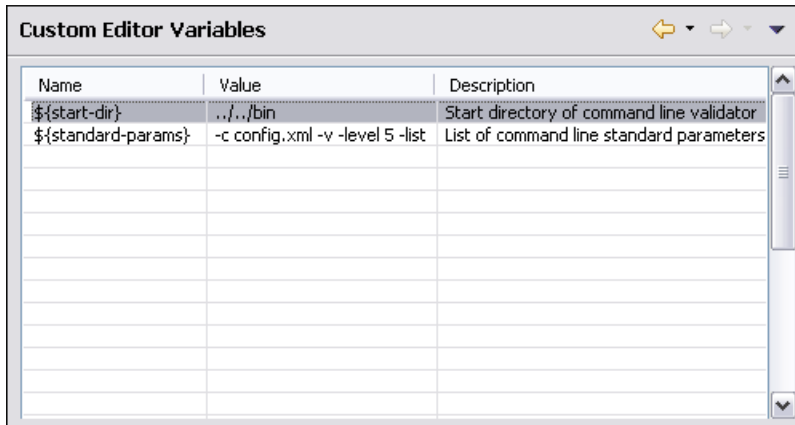 Custom Editor Variables
Name Value Description
${start-dir} ../../bin Start directory of command line validator
${standard-params} -c config.xml -v -level 5 -list List of command line standard parameters